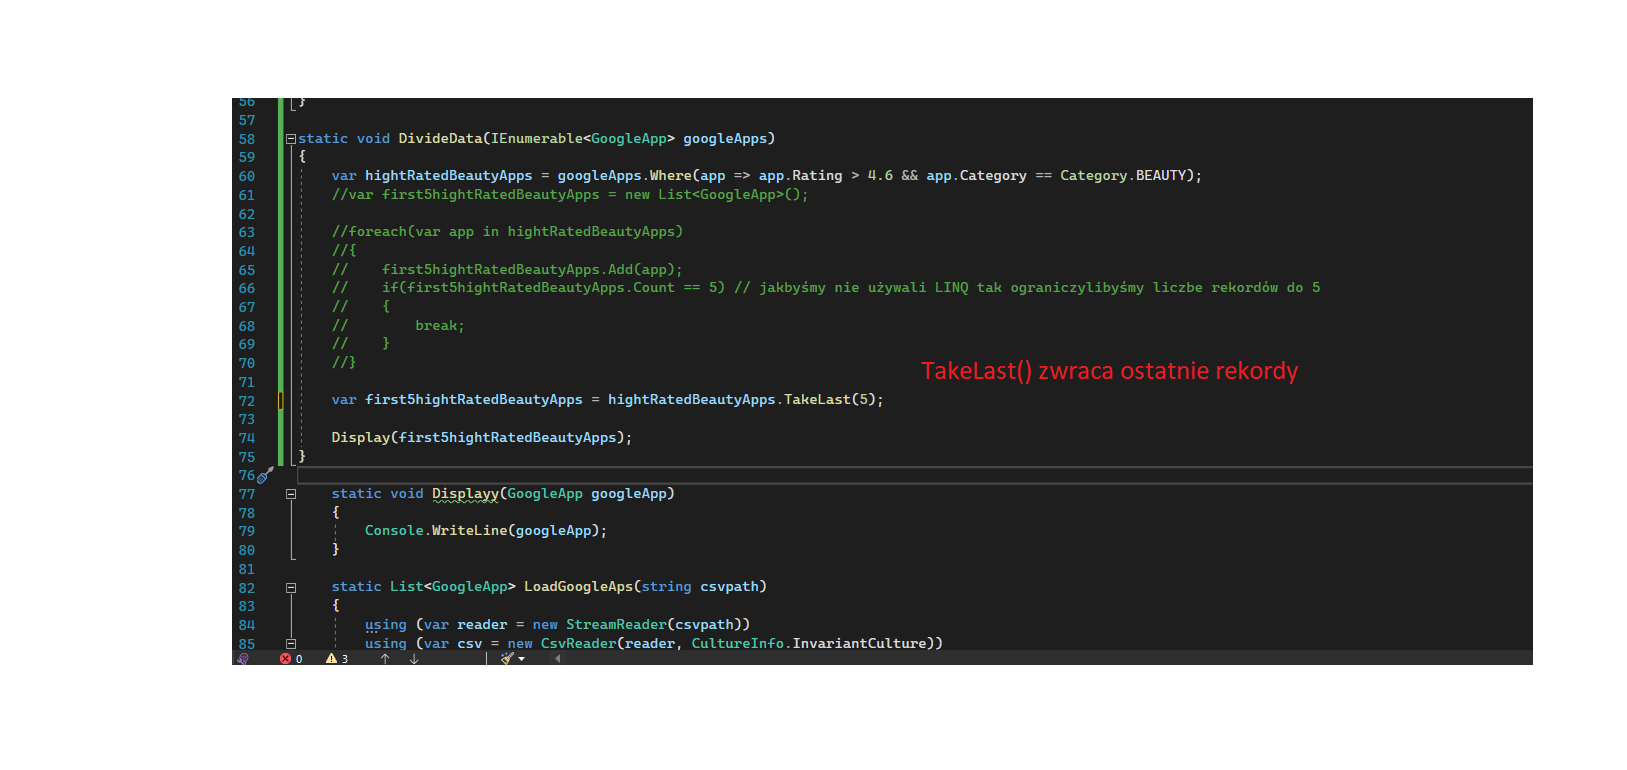 56 }
57
58 static void DivideData(IEnumerable<GoogleApp> googleApps)
59 {
60 var hightRatedBeautyApps = googleApps.Where(app => app.Rating > 4.6 && app.Category == Category.BEAUTY);
61 //var first5hightRatedBeautyApps = new List<GoogleApp>();
62
63 //foreach(var app in hightRatedBeautyApps)
64 //{
65 // first5hightRatedBeautyApps.Add(app);
66 // if(first5hightRatedBeautyApps.Count == 5) // jakbyśmy nie używali LINQ tak ograniczylibyśmy liczbe rekordów do 5
67 // {
68 // break;
69 // }
70 //}
TakeLast() zwraca ostatnie rekordy
71
72 var first5hightRatedBeautyApps = hightRatedBeautyApps.TakeLast(5);
73
74 Display(first5hightRatedBeautyApps);
75 }
76
77 static void Displayy(GoogleApp googleApp)
78 {
79 Console.WriteLine(googleApp);
80 }
81
82 static List<GoogleApp> LoadGoogleAps(string csvpath)
83 {
84 using (var reader = new StreamReader(csvpath))
85 using (var csv = new CsvReader(reader, CultureInfo.InvariantCulture))
0 3